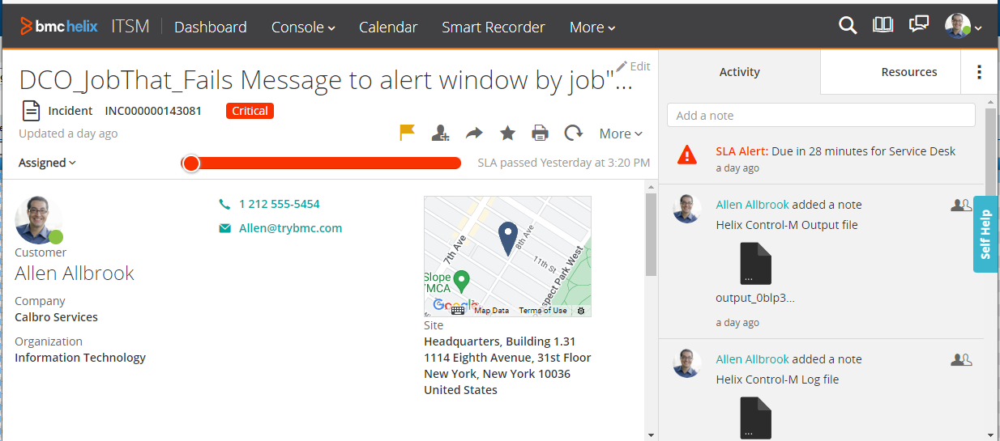 bmc helix ITSM Dashboard Console Calendar Smart Recorder More
DCO_JobThat_Fails Message to alert window by job"...
Edit
Incident INC000000143081 Critical
Updated a day ago
More
Assigned
SLA passed Yesterday at 3:20 PM
Customer
Allen Allbrook
Company
Calbro Services
Organization
Information Technology
1 212 555-5454
Allen@trybmc.com
7th Ave
8th Ave
11th St
spect Park West
Slope
YMCA
Google
Map Data Terms of Use
Site
Headquarters, Building 1.31
1114 Eighth Avenue, 31st Floor
New York, New York 10036
United States
Activity Resources
Add a note
SLA Alert: Due in 28 minutes for Service Desk
a day ago
Allen Allbrook added a note
Helix Control-M Output file
...
output_0blp3...
a day ago
Allen Allbrook added a note
Helix Control-M Log file
...
Self Help